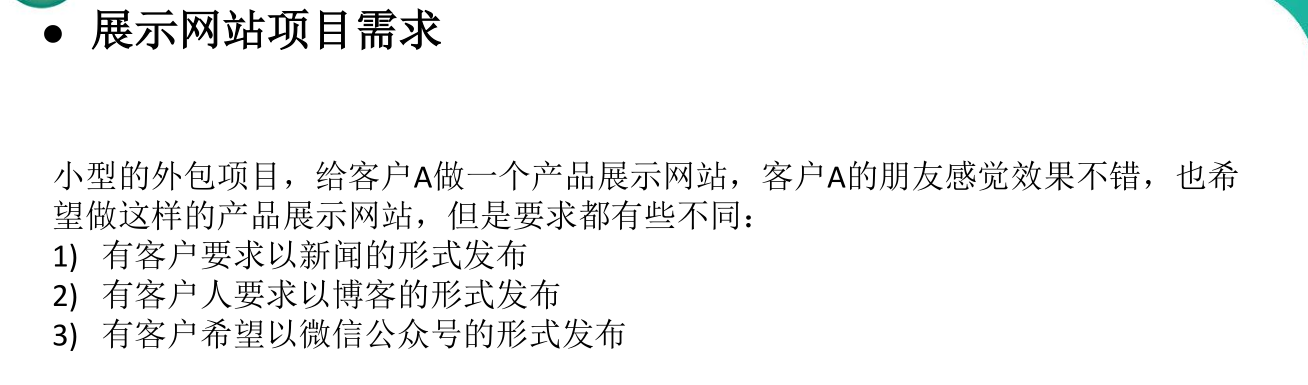 ● 展示网站项目需求
小型的外包项目，给客户A做一个产品展示网站，客户A的朋友感觉效果不错，也希
望做这样的产品展示网站，但是要求都有些不同：
1) 有客户要求以新闻的形式发布
2) 有客户人要求以博客的形式发布
3) 有客户希望以微信公众号的形式发布